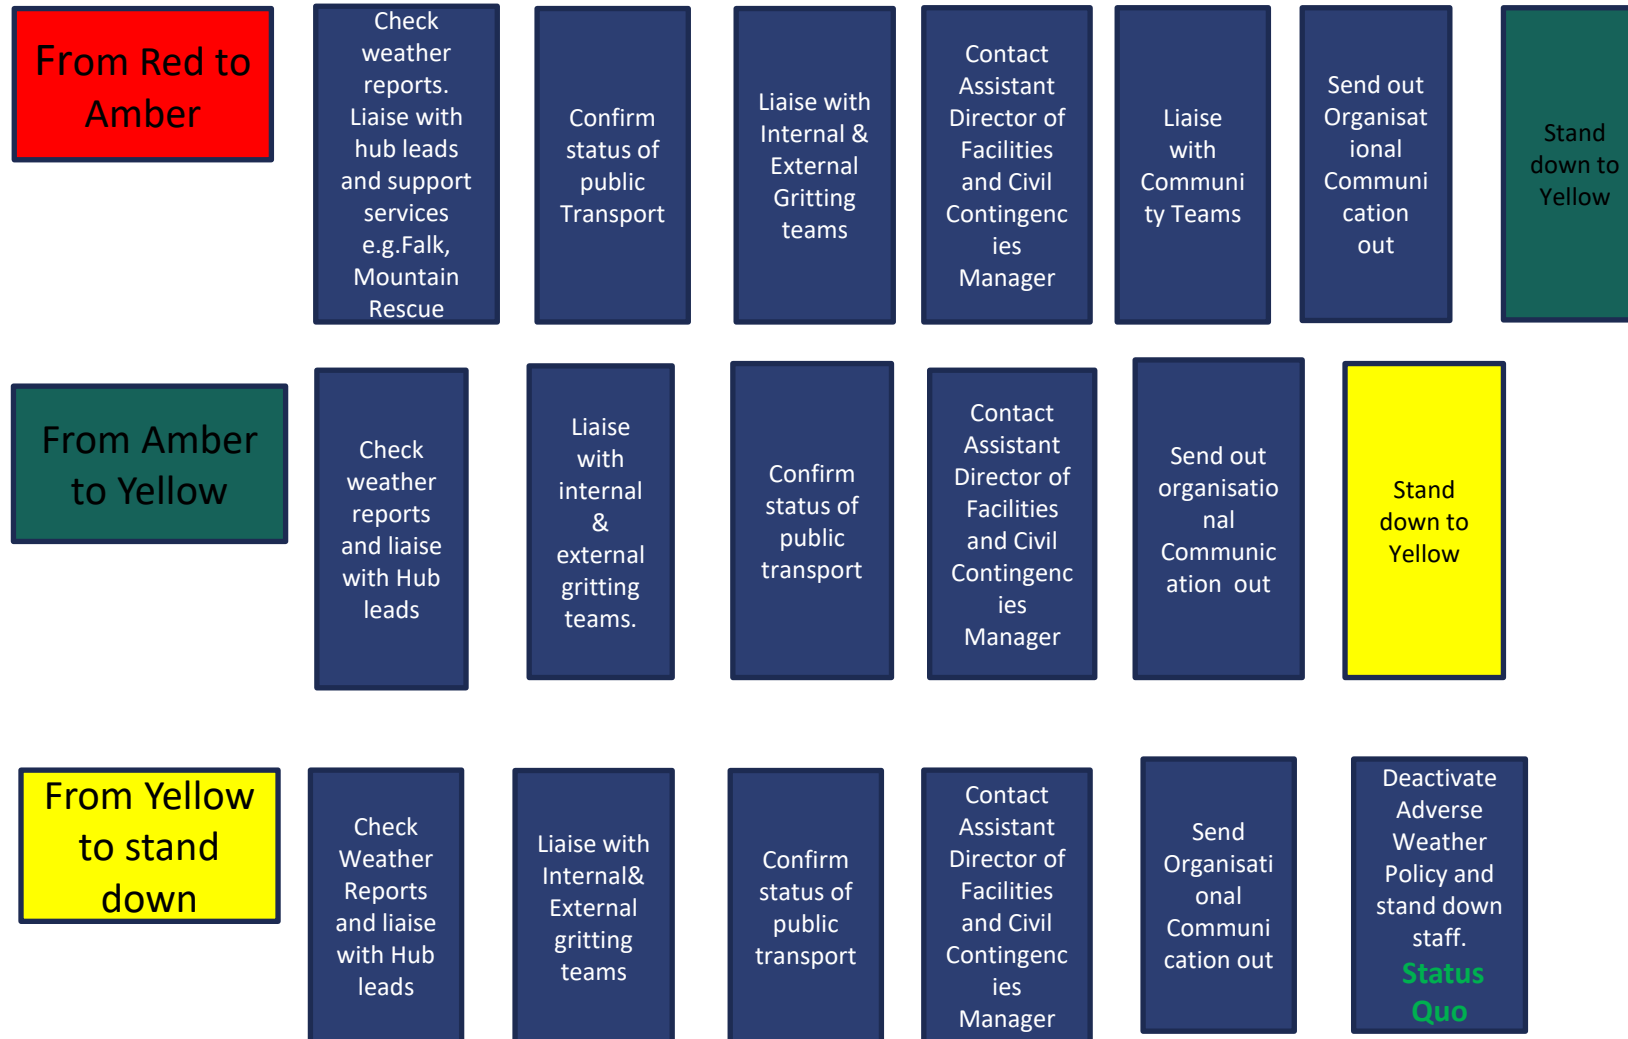 From Red to
Amber
Check
weather
reports.
Liaise with
hub leads
and support
services
e.g.Falk,
Mountain
Rescue
Confirm
status of
public
Transport
Liaise with
Internal &
External
Gritting
teams
Contact
Assistant
Director of
Facilities
and Civil
Contingenc
ies
Manager
Liaise
with
Communi
ty Teams
Send out
Organisat
ional
Communi
cation
out
Stand
down to
Yellow
From Amber
to Yellow
Check
weather
reports
and liaise
with Hub
leads
Liaise
with
internal
&
external
gritting
teams.
Confirm
status of
public
transport
Contact
Assistant
Director of
Facilities
and Civil
Contingenc
ies
Manager
Send out
organisatio
nal
Communic
ation out
Stand
down to
Yellow
From Yellow
to stand
down
Check
Weather
Reports
and liaise
with Hub
leads
Liaise with
Internal&
External
gritting
teams
Confirm
status of
public
transport
Contact
Assistant
Director of
Facilities
and Civil
Contingenc
ies
Manager
Send
Organisati
onal
Communi
cation out
Deactivate
Adverse
Weather
Policy and
stand down
staff.
Status
Quo